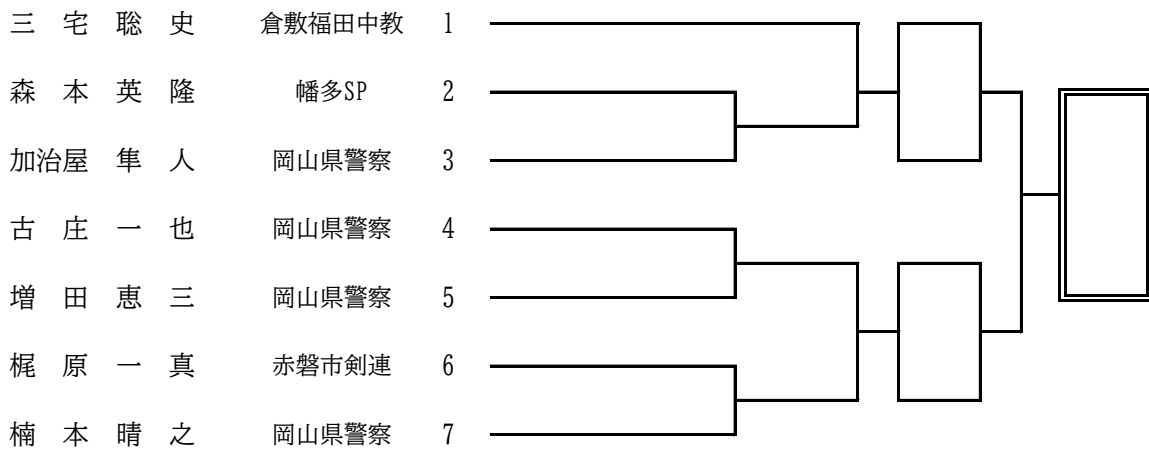 三宅聡史 倉敷福田中教 1
森本英隆 幡多SP 2
加治屋隼人 岡山県警察 3
古庄一也 岡山県警察 4
増田恵三 岡山県警察 5
梶原一真 赤磐市剣連 6
楠本晴之 岡山県警察 7